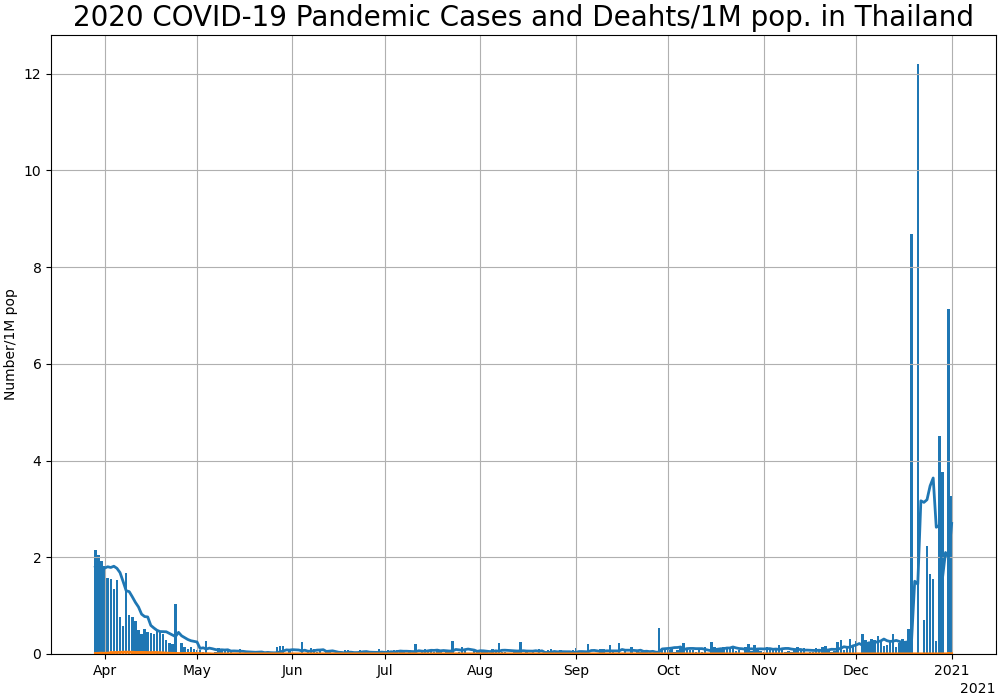 2020 COVID-19 Pandemic Cases and Deahts/1M pop. in Thailand
12
10
8
6
4
2
0
Number/1M pop
Apr May Jun Jul Aug Sep Oct Nov Dec 2021
2021